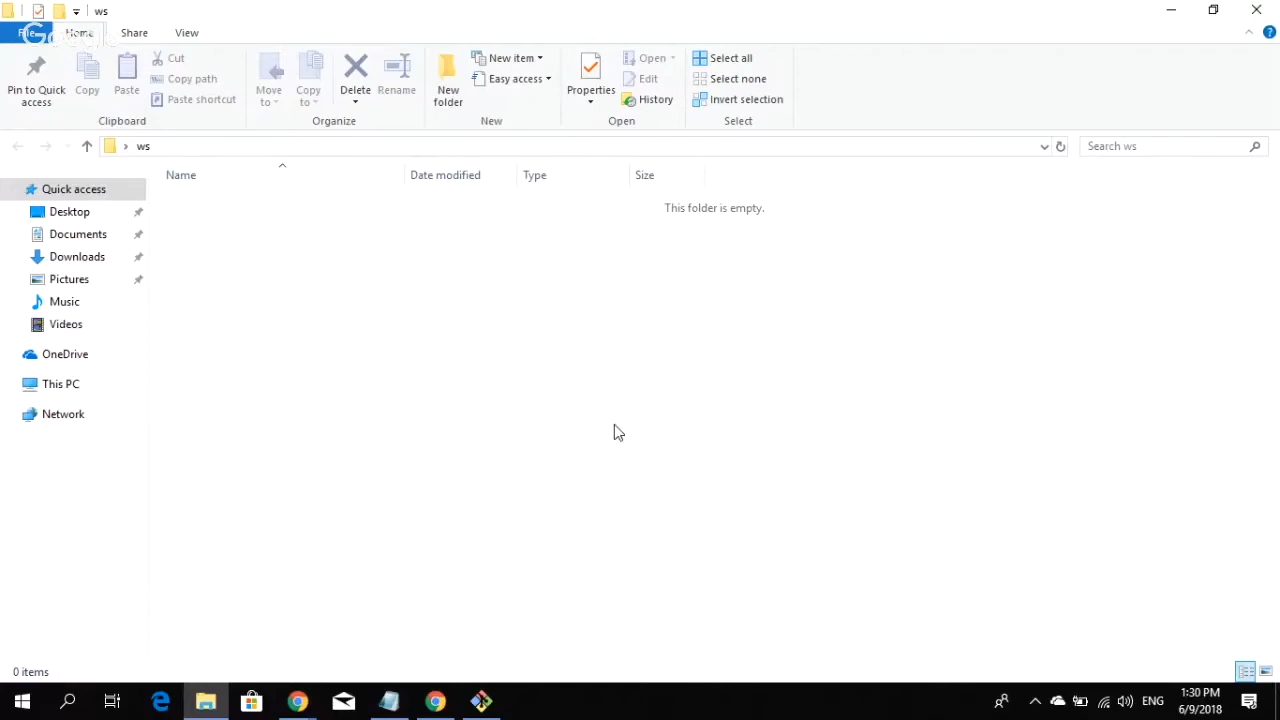 ws
File Home Share View
Pin to Quick access
Copy
Paste
Cut
Copy path
Paste shortcut
Clipboard
Move to
Copy to
Delete
Rename
Organize
New folder
New item
Easy access
New
Properties
Open
Edit
History
Open
Select all
Select none
Invert selection
Select
ws
Search ws
Name Date modified Type Size
This folder is empty.
Quick access
Desktop
Documents
Downloads
Pictures
Music
Videos
OneDrive
This PC
Network
0 items
ENG
1:30 PM
6/9/2018